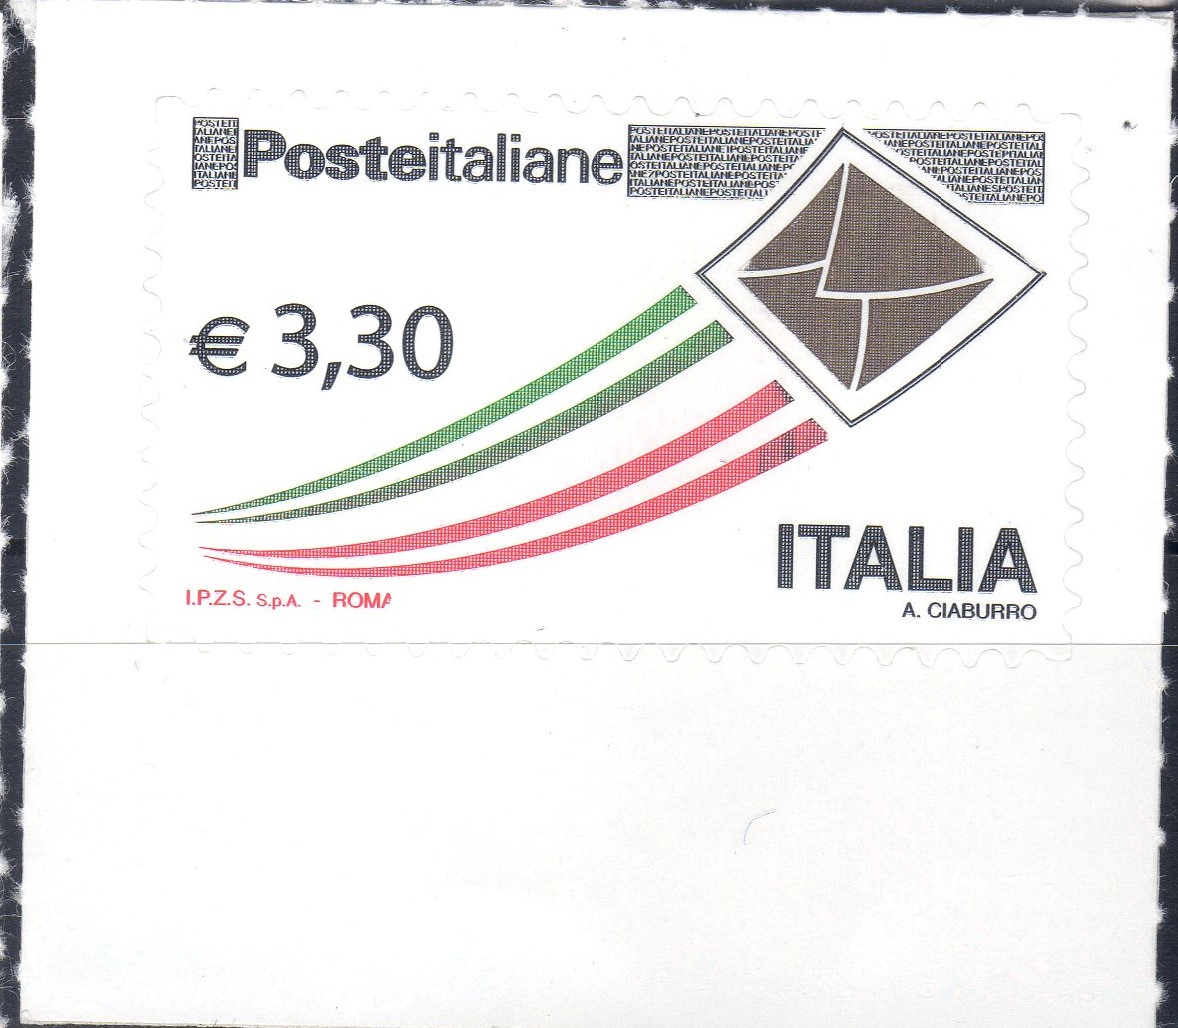 Posteitaliane
€ 3,30
ITALIA
I.P.Z.S. S.p.A. - ROMA
A. CIABURRO